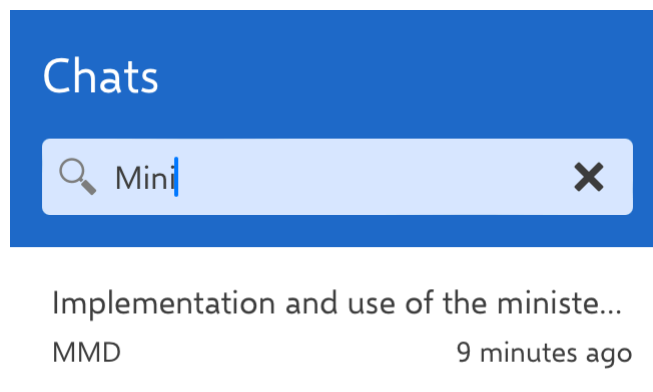 Chats
Mini
Implementation and use of the ministe...
MMD 9 minutes ago